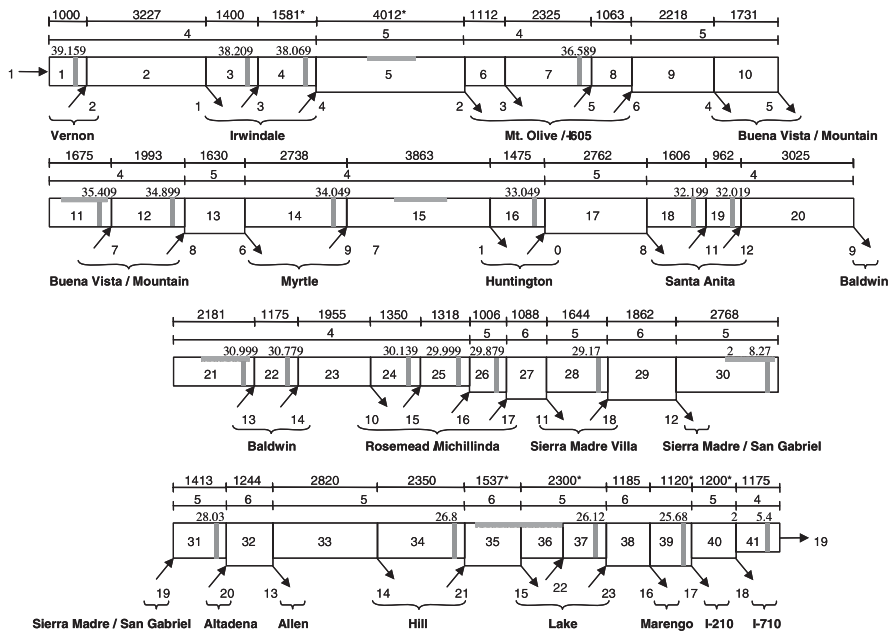 1000 3227 1400 1581* 4012* 1112 2325 1063 2218 1731
4 5 4 5
39.159 38.209 38.069 36.589
1 1 2 3 4 5 6 7 8 9 10
2 1 3 4 2 3 5 6 4 5
Vernon Irwindale Mt. Olive /-I605 Buena Vista / Mountain
1675 1993 1630 2738 3863 1475 2762 1606 962 3025
4 5 4 5 4
35.409 34.899 34.049 33.049 32.199 32.019
11 12 13 14 15 16 17 18 19 20
7 8 6 9 7 1 0 8 11 12 9
Buena Vista / Mountain Myrtle Huntington Santa Anita Baldwin
2181 1175 1955 1350 1318 1006 1088 1644 1862 2768
4 5 6 5 6 5
30.999 30.779 30.139 29.999 29.879 29.17 2 8.27
21 22 23 24 25 26 27 28 29 30
13 14 10 15 16 17 11 18 12
Baldwin Rosemead /Michillinda Sierra Madre Villa Sierra Madre / San Gabriel
1413 1244 2820 2350 1537* 2300* 1185 1120* 1200* 1175
5 6 5 6 5 6 5 4
28.03 26.8 26.12 25.68 2 5.4
31 32 33 34 35 36 37 38 39 40 41 19
19 20 13 14 21 15 22 23 16 17 18
Sierra Madre / San Gabriel Altadena Allen Hill Lake Marengo I-210 I-710